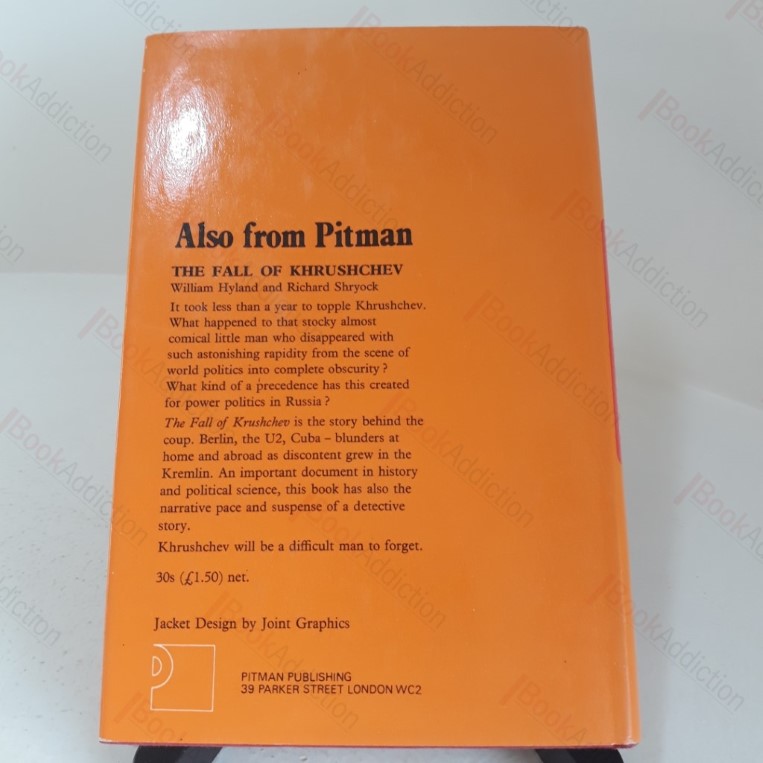 Also from Pitman
THE FALL OF KHRUSHCHEV
William Hyland and Richard Shryock
It took less than a year to topple Khrushchev.
What happened to that stocky almost
comical little man who disappeared with
such astonishing rapidity from the scene of
world politics into complete obscurity?
What kind of a precedence has this created
for power politics in Russia?
The Fall of Krushchev is the story behind the
coup. Berlin, the U2, Cuba – blunders at
home and abroad as discontent grew in the
Kremlin. An important document in history
and political science, this book has also the
narrative pace and suspense of a detective
story.
Khrushchev will be a difficult man to forget.
30s (£1.50) net.
Jacket Design by Joint Graphics
PITMAN PUBLISHING
39 PARKER STREET LONDON WC2
BookAddiction